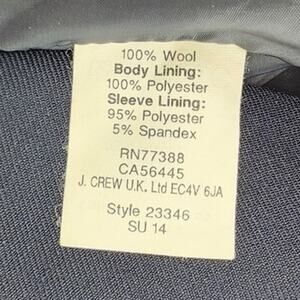 100% Wool
Body Lining:
100% Polyester
Sleeve Lining:
95% Polyester
5% Spandex
RN77388
CA56445
J. CREW U.K. Ltd EC4V 6JA
Style 23346
SU 14